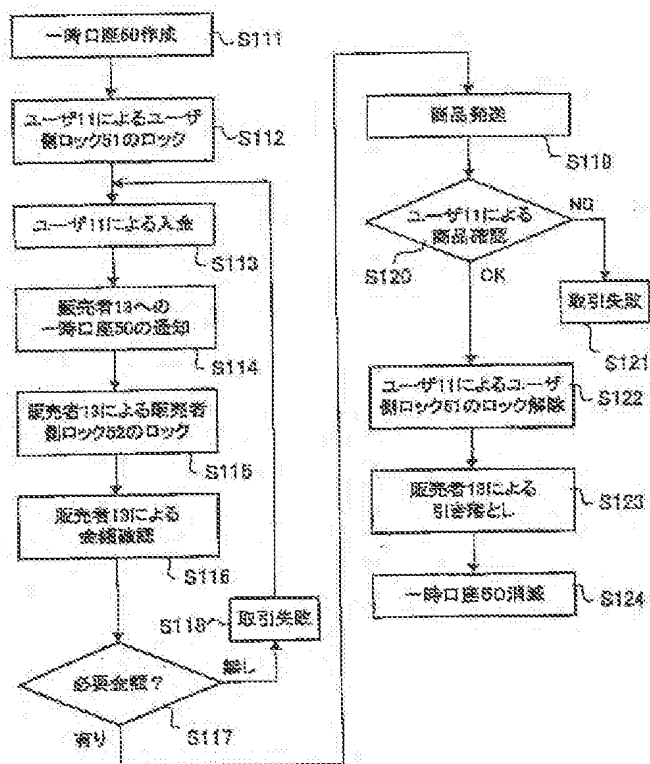 一時口座50作成
S111
ユーザ11によるユーザ
側ロック51のロック
S112
ユーザ11による入金
S113
販売者13への
一時口座50の通知
S114
販売者13による販売者
側ロック52のロック
S115
販売者13による
金額確認
S116
必要金額？
S117
無し
有り
取引失敗
S118
商品発送
S119
ユーザ11による
商品確認
S120
NG
OK
取引失敗
S121
ユーザ11によるユーザ
側ロック51のロック解除
S122
販売者13による
引き落とし
S123
一時口座50消滅
S124